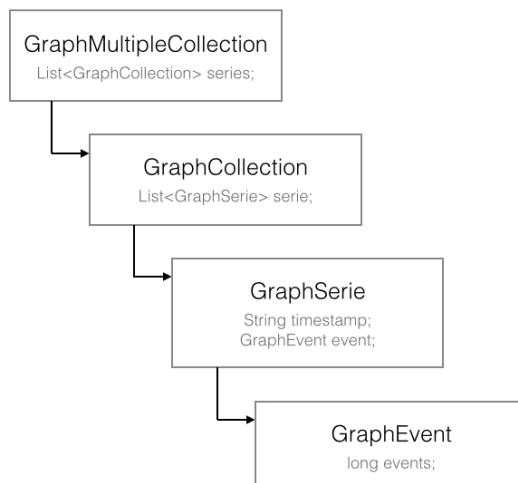 GraphMultipleCollection
List<GraphCollection> series;
GraphCollection
List<GraphSerie> serie;
GraphSerie
String timestamp;
GraphEvent event;
GraphEvent
long events;